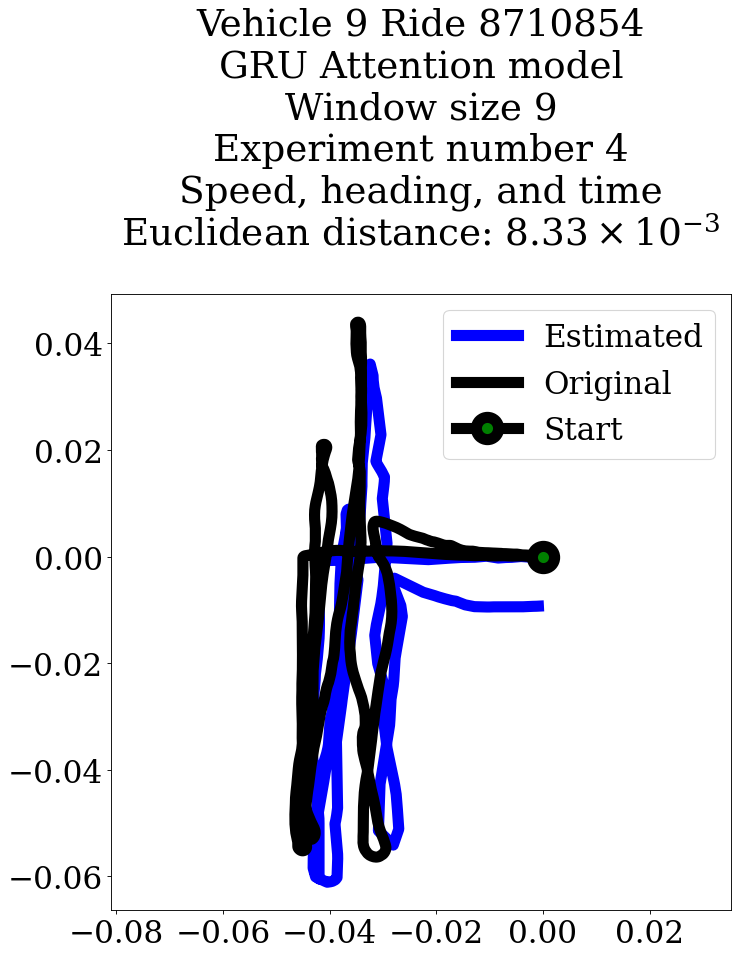 Vehicle 9 Ride 8710854
GRU Attention model
Window size 9
Experiment number 4
Speed, heading, and time
Euclidean distance: 8.33 × 10⁻³
Estimated
Original
Start
0.04
0.02
0.00
−0.02
−0.04
−0.06
−0.08 −0.06 −0.04 −0.02 0.00 0.02